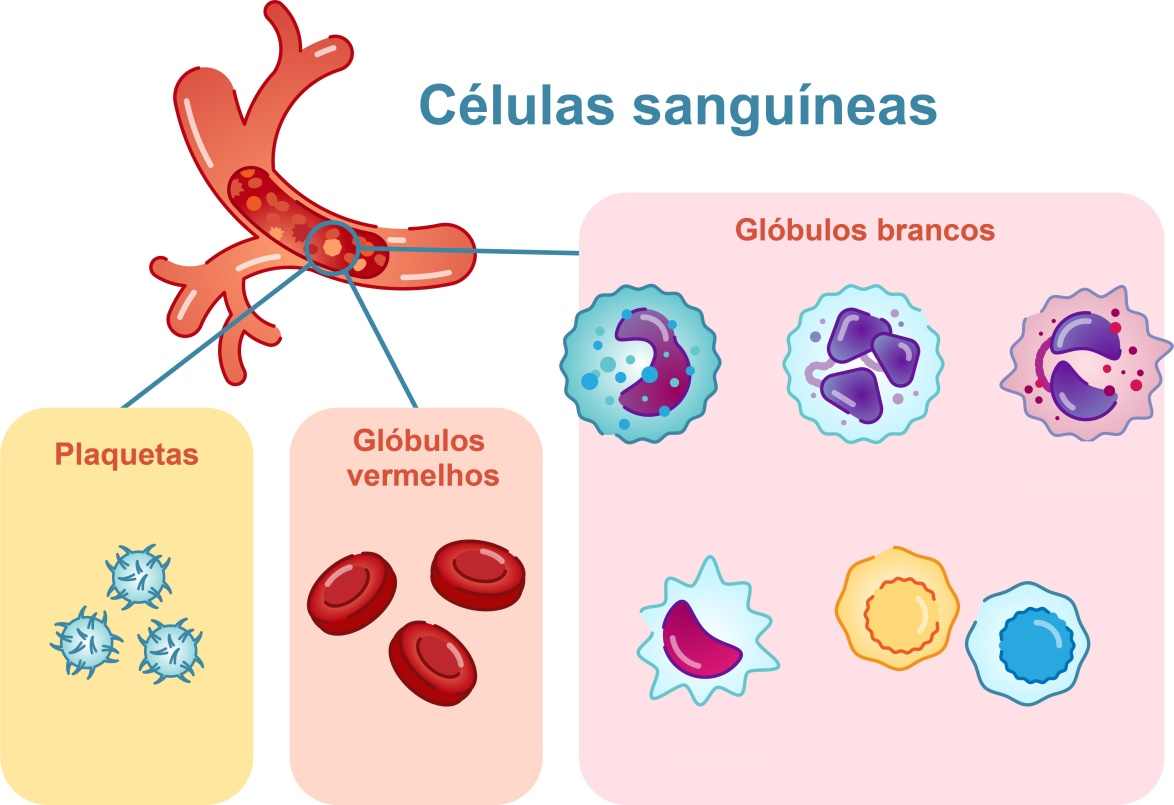 Células sanguíneas
Glóbulos brancos
Plaquetas
Glóbulos
vermelhos